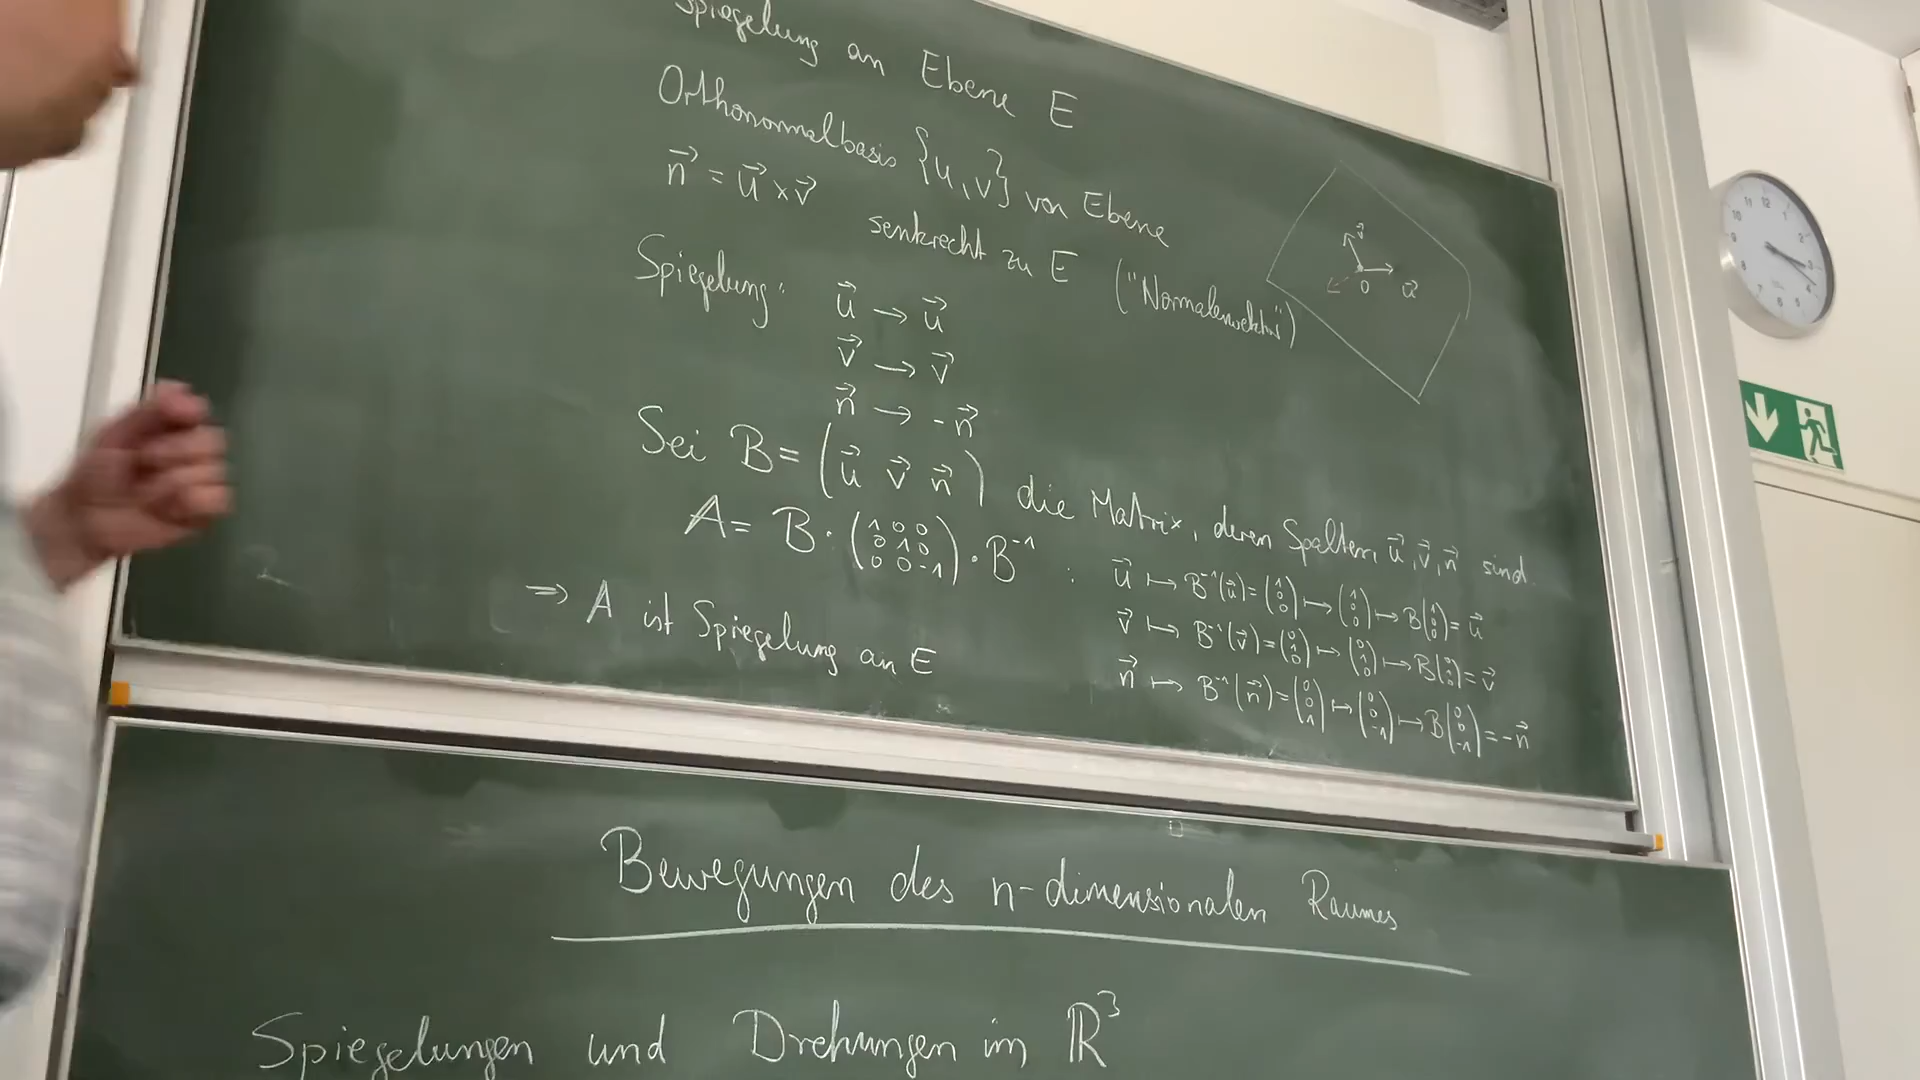 Spiegelung an Ebene E
Orthonormalbasis {u,v} von Ebene
n⃗ = u⃗ × v⃗ senkrecht zu E ("Normalenvektor")
Spiegelung: u⃗ → u⃗
v⃗ → v⃗
n⃗ → -n⃗
Sei B = (u⃗ v⃗ n⃗) die Matrix, deren Spalten u⃗, v⃗, n⃗ sind.
A = B · (1 0 0
0 1 0
0 0 -1) · B⁻¹ :
u⃗ ↦ B⁻¹(u⃗) = (1 0 0) ↦ (1 0 0) ↦ B(1 0 0) = u⃗
v⃗ ↦ B⁻¹(v⃗) = (0 1 0) ↦ (0 1 0) ↦ B(0 1 0) = v⃗
n⃗ ↦ B⁻¹(n⃗) = (0 0 1) ↦ (0 0 -1) ↦ B(0 0 -1) = -n⃗
⇒ A ist Spiegelung an E
v⃗
0 u⃗
Bewegungen des n-dimensionalen Raumes
Spiegelungen und Drehungen im ℝ³